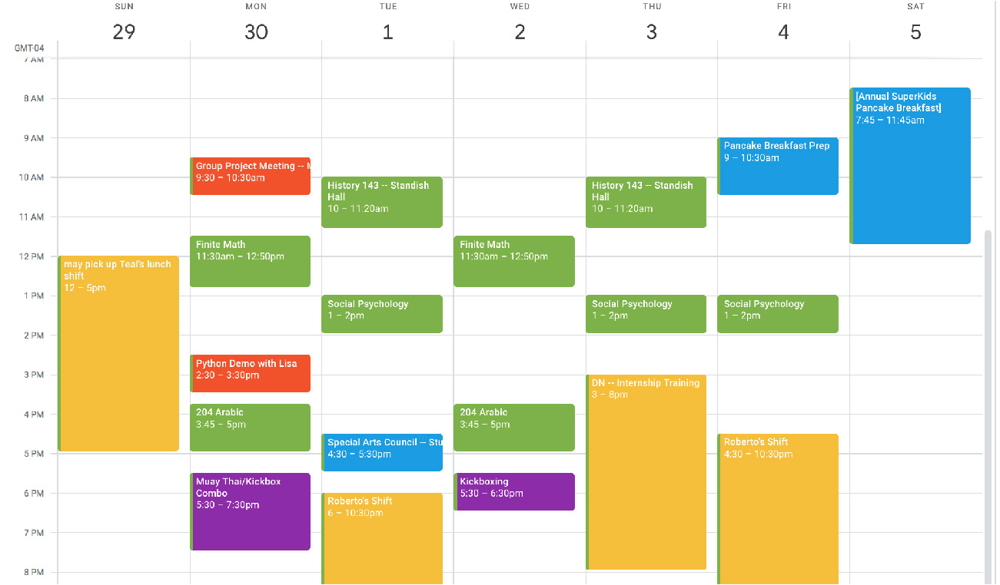 SUN MON TUE WED THU FRI SAT
29 30 1 2 3 4 5
GMT-04
7 AM
8 AM
9 AM
10 AM
11 AM
12 PM
1 PM
2 PM
3 PM
4 PM
5 PM
6 PM
7 PM
8 PM
may pick up Teal's lunch
shift
12 – 5pm
Group Project Meeting -- M
9:30 – 10:30am
Finite Math
11:30am – 12:50pm
Python Demo with Lisa
2:30 – 3:30pm
204 Arabic
3:45 – 5pm
Muay Thai/Kickbox
Combo
5:30 – 7:30pm
History 143 -- Standish
Hall
10 – 11:20am
Social Psychology
1 – 2pm
Special Arts Council -- Stu
4:30 – 5:30pm
Roberto's Shift
6 – 10:30pm
Finite Math
11:30am – 12:50pm
204 Arabic
3:45 – 5pm
Kickboxing
5:30 – 6:30pm
History 143 -- Standish
Hall
10 – 11:20am
Social Psychology
1 – 2pm
DN -- Internship Training
3 – 8pm
Pancake Breakfast Prep
9 – 10:30am
Social Psychology
1 – 2pm
Roberto's Shift
4:30 – 10:30pm
[Annual SuperKids
Pancake Breakfast]
7:45 – 11:45am